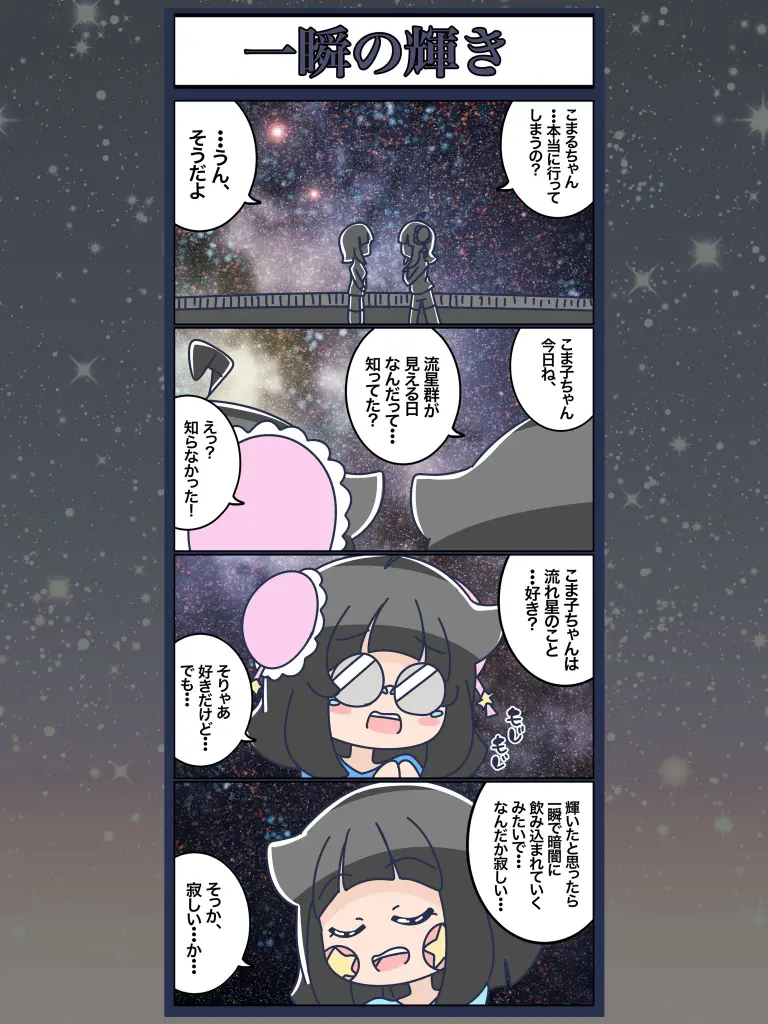 一瞬の輝き
こまるちゃん
…本当に行って
しまうの？
…うん、
そうだよ
こま子ちゃん
今日ね、
流星群が
見える日
なんだって…
知ってた？
えっ？
知らなかった！
こま子ちゃんは
流れ星のこと
…好き？
もじ
もじ
そりゃあ
好きだけど…
でも…
輝いたと思ったら
一瞬で暗闇に
飲み込まれていく
みたいで…
なんだか寂しい…
そっか、
寂しい…か…